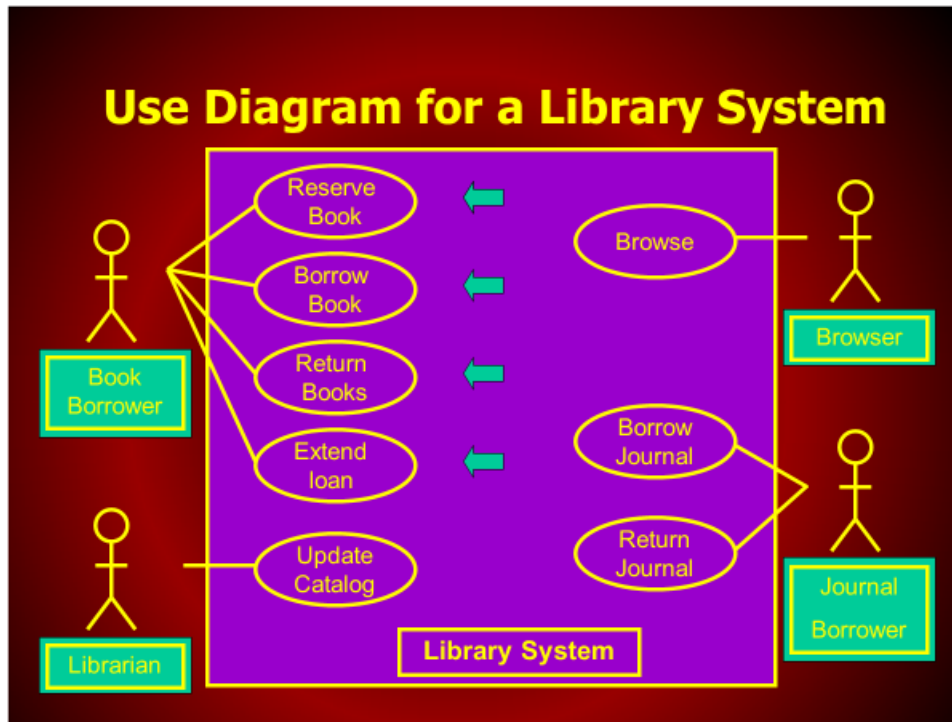 Use Diagram for a Library System
Reserve
Book
Borrow
Book
Return
Books
Extend
loan
Update
Catalog
Book
Borrower
Librarian
Browse
Browser
Borrow
Journal
Return
Journal
Journal
Borrower
Library System